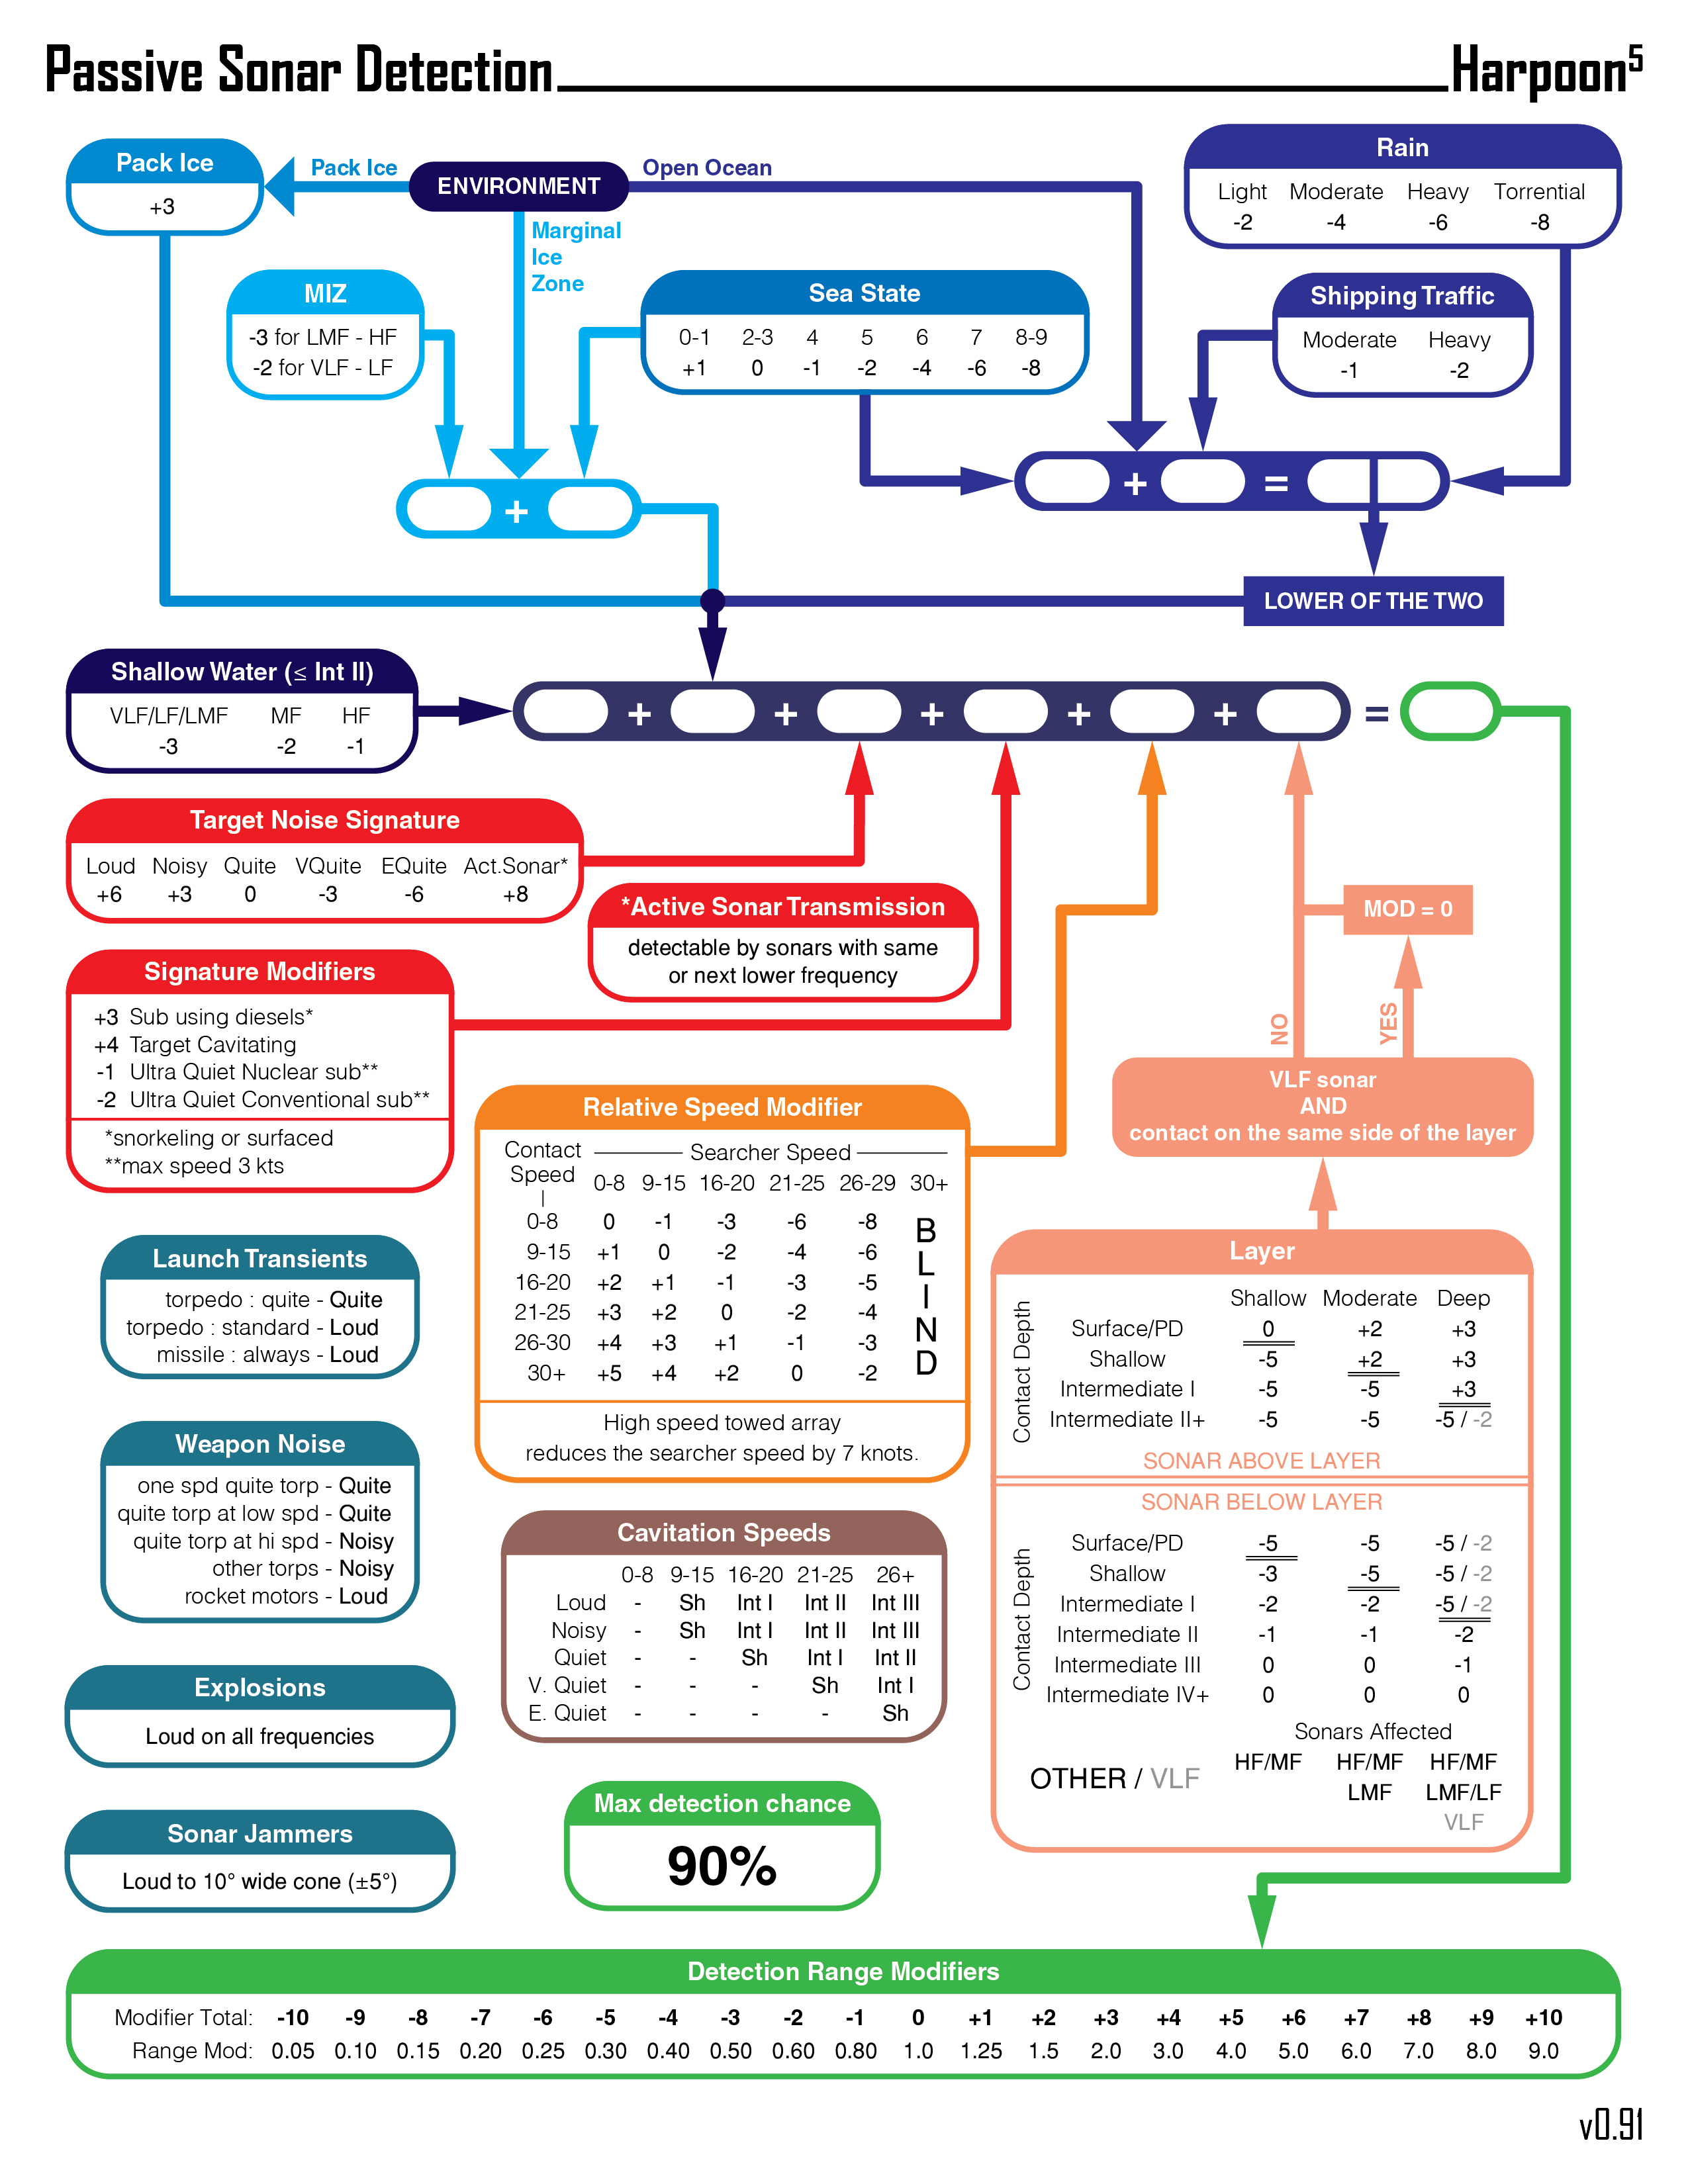 Passive Sonar Detection
Harpoon5
Pack Ice
+3
Pack Ice
ENVIRONMENT
Open Ocean
Marginal
Ice
Zone
Rain
Light Moderate Heavy Torrential
-2 -4 -6 -8
MIZ
-3 for LMF - HF
-2 for VLF - LF
Sea State
0-1 2-3 4 5 6 7 8-9
+1 0 -1 -2 -4 -6 -8
Shipping Traffic
Moderate Heavy
-1 -2
+
+ =
LOWER OF THE TWO
Shallow Water (≤ Int II)
VLF/LF/LMF MF HF
-3 -2 -1
+ + + + + =
Target Noise Signature
Loud Noisy Quite VQuite EQuite Act.Sonar*
+6 +3 0 -3 -6 +8
*Active Sonar Transmission
detectable by sonars with same
or next lower frequency
MOD = 0
NO
YES
Signature Modifiers
+3 Sub using diesels*
+4 Target Cavitating
-1 Ultra Quiet Nuclear sub**
-2 Ultra Quiet Conventional sub**
*snorkeling or surfaced
**max speed 3 kts
VLF sonar
AND
contact on the same side of the layer
Relative Speed Modifier
Contact
Speed
Searcher Speed
0-8 9-15 16-20 21-25 26-29 30+
0-8 0 -1 -3 -6 -8
9-15 +1 0 -2 -4 -6
16-20 +2 +1 -1 -3 -5
21-25 +3 +2 0 -2 -4
26-30 +4 +3 +1 -1 -3
30+ +5 +4 +2 0 -2
B
L
I
N
D
High speed towed array
reduces the searcher speed by 7 knots.
Launch Transients
torpedo : quite - Quite
torpedo : standard - Loud
missile : always - Loud
Weapon Noise
one spd quite torp - Quite
quite torp at low spd - Quite
quite torp at hi spd - Noisy
other torps - Noisy
rocket motors - Loud
Explosions
Loud on all frequencies
Sonar Jammers
Loud to 10° wide cone (±5°)
Cavitation Speeds
0-8 9-15 16-20 21-25 26+
Loud - Sh Int I Int II Int III
Noisy - Sh Int I Int II Int III
Quiet - - Sh Int I Int II
V. Quiet - - - Sh Int I
E. Quiet - - - - Sh
Max detection chance
90%
Layer
Shallow Moderate Deep
Contact Depth
Surface/PD 0 +2 +3
Shallow -5 +2 +3
Intermediate I -5 -5 +3
Intermediate II+ -5 -5 -5 / -2
SONAR ABOVE LAYER
SONAR BELOW LAYER
Contact Depth
Surface/PD -5 -5 -5 / -2
Shallow -3 -5 -5 / -2
Intermediate I -2 -2 -5 / -2
Intermediate II -1 -1 -2
Intermediate III 0 0 -1
Intermediate IV+ 0 0 0
Sonars Affected
OTHER / VLF
HF/MF HF/MF HF/MF
LMF LMF/LF
VLF
Detection Range Modifiers
Modifier Total: -10 -9 -8 -7 -6 -5 -4 -3 -2 -1 0 +1 +2 +3 +4 +5 +6 +7 +8 +9 +10
Range Mod: 0.05 0.10 0.15 0.20 0.25 0.30 0.40 0.50 0.60 0.80 1.0 1.25 1.5 2.0 3.0 4.0 5.0 6.0 7.0 8.0 9.0
v0.91